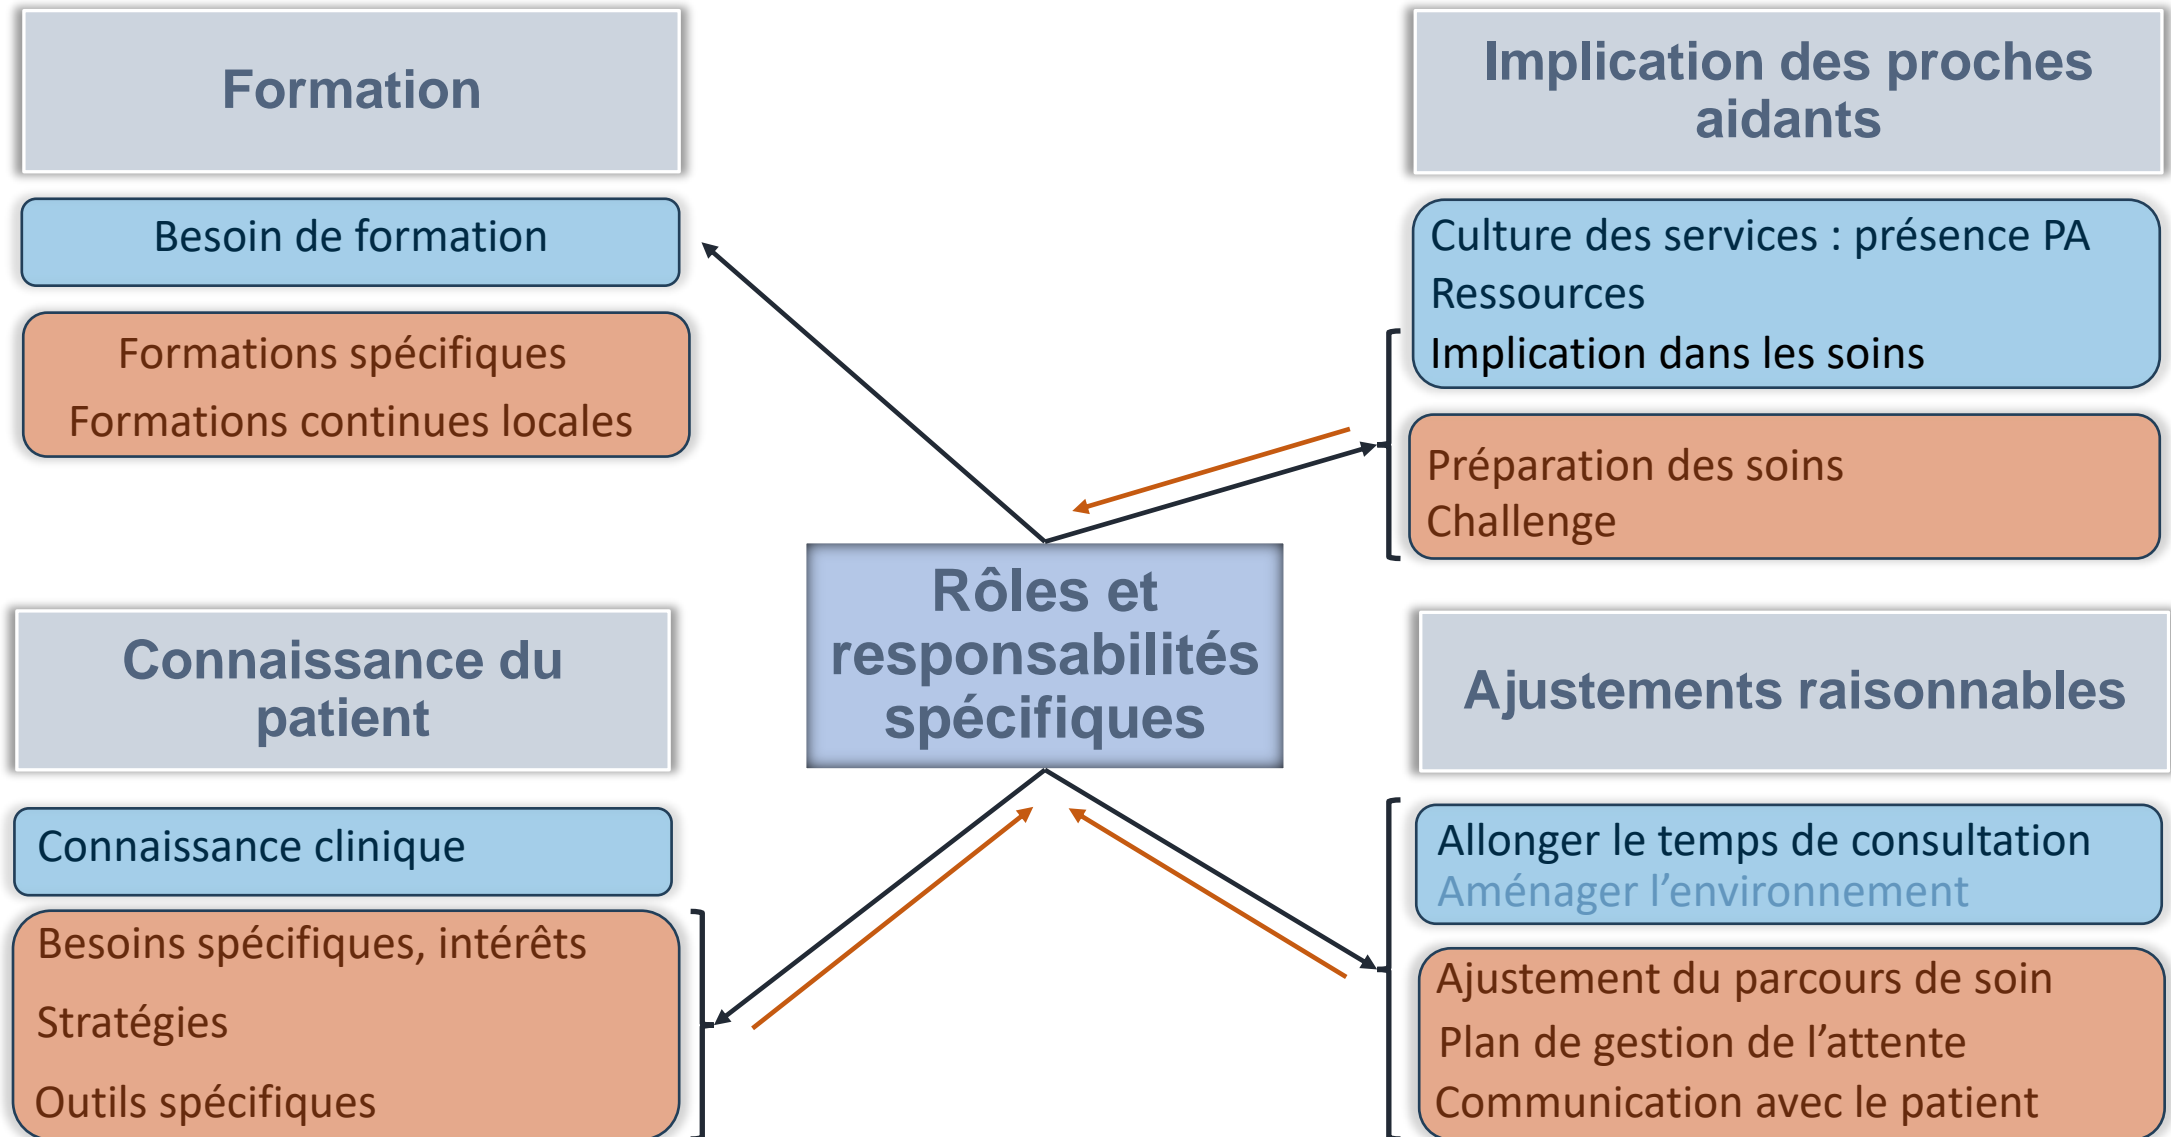 Formation
Besoin de formation
Formations spécifiques
Formations continues locales
Implication des proches
aidants
Culture des services : présence PA
Ressources
Implication dans les soins
Préparation des soins
Challenge
Rôles et
responsabilités
spécifiques
Connaissance du
patient
Connaissance clinique
Besoins spécifiques, intérêts
Stratégies
Outils spécifiques
Ajustements raisonnables
Allonger le temps de consultation
Aménager l’environnement
Ajustement du parcours de soin
Plan de gestion de l’attente
Communication avec le patient